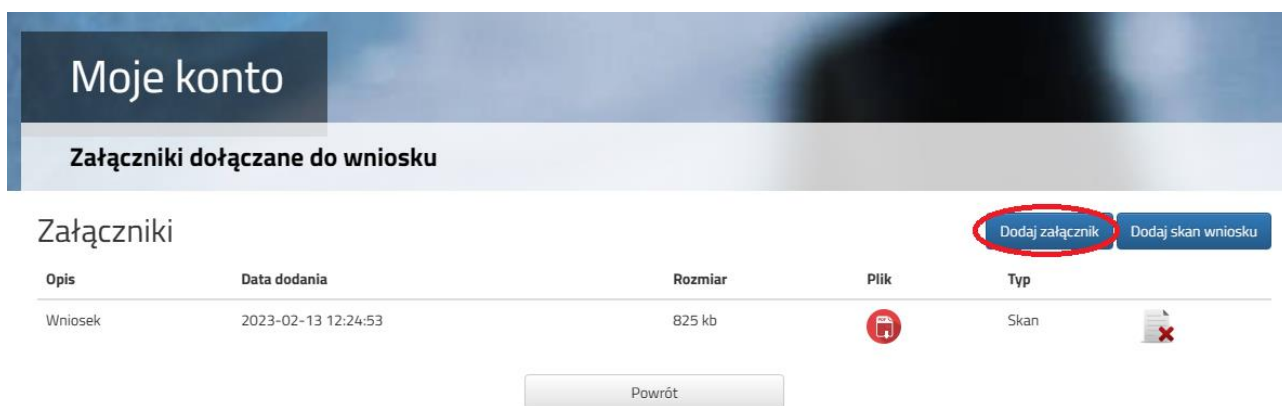 Moje konto
Załączniki dołączane do wniosku
Załączniki
Dodaj załącznik Dodaj skan wniosku
Opis Data dodania Rozmiar Plik Typ
Wniosek 2023-02-13 12:24:53 825 kb Skan
Powrót